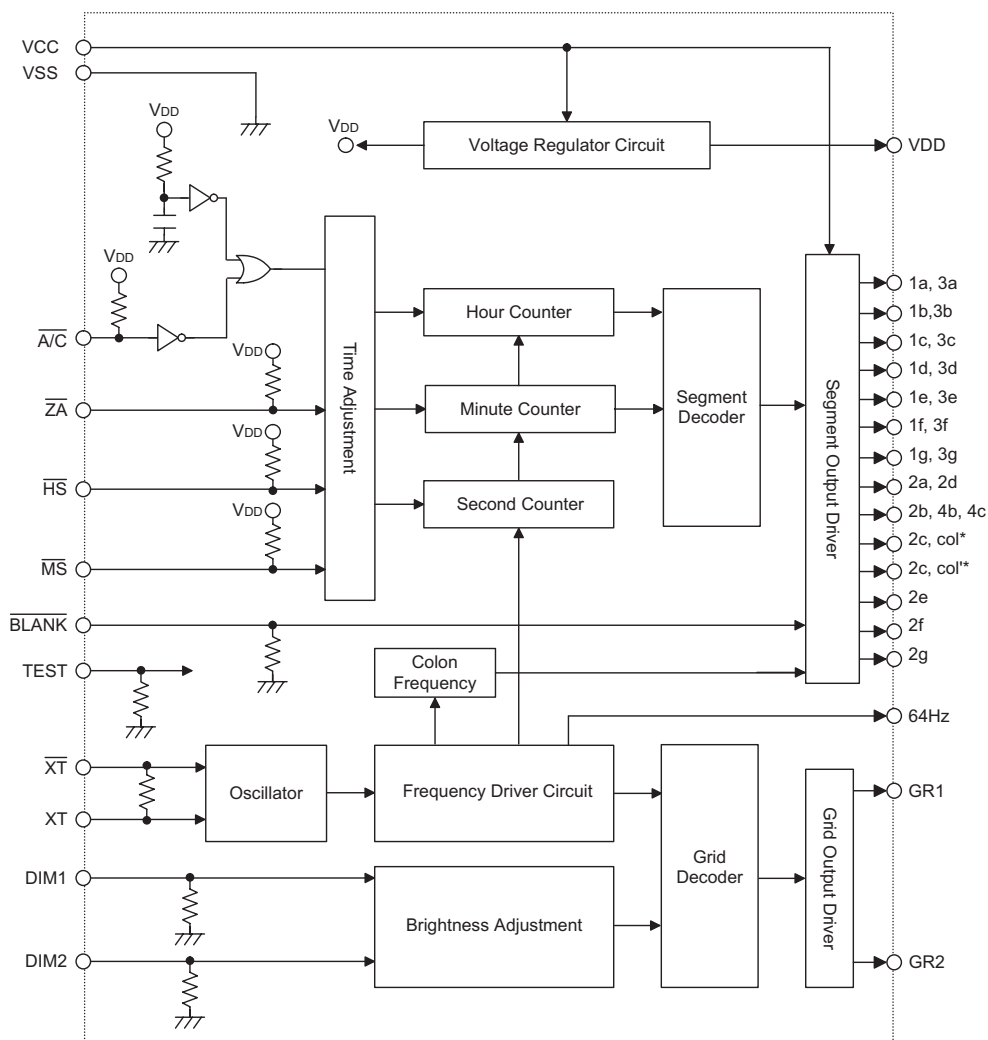 VCC
VSS
VDD
VDD
Voltage Regulator Circuit
VDD
VDD
A/C
VDD
ZA
VDD
HS
VDD
MS
BLANK
TEST
XT
XT
DIM1
DIM2
Time Adjustment
Hour Counter
Minute Counter
Second Counter
Segment
Decoder
Segment Output Driver
1a, 3a
1b,3b
1c, 3c
1d, 3d
1e, 3e
1f, 3f
1g, 3g
2a, 2d
2b, 4b, 4c
2c, col*
2c, col'*
2e
2f
2g
Colon
Frequency
64Hz
Oscillator
Frequency Driver Circuit
Brightness Adjustment
Grid
Decoder
Grid Output Driver
GR1
GR2